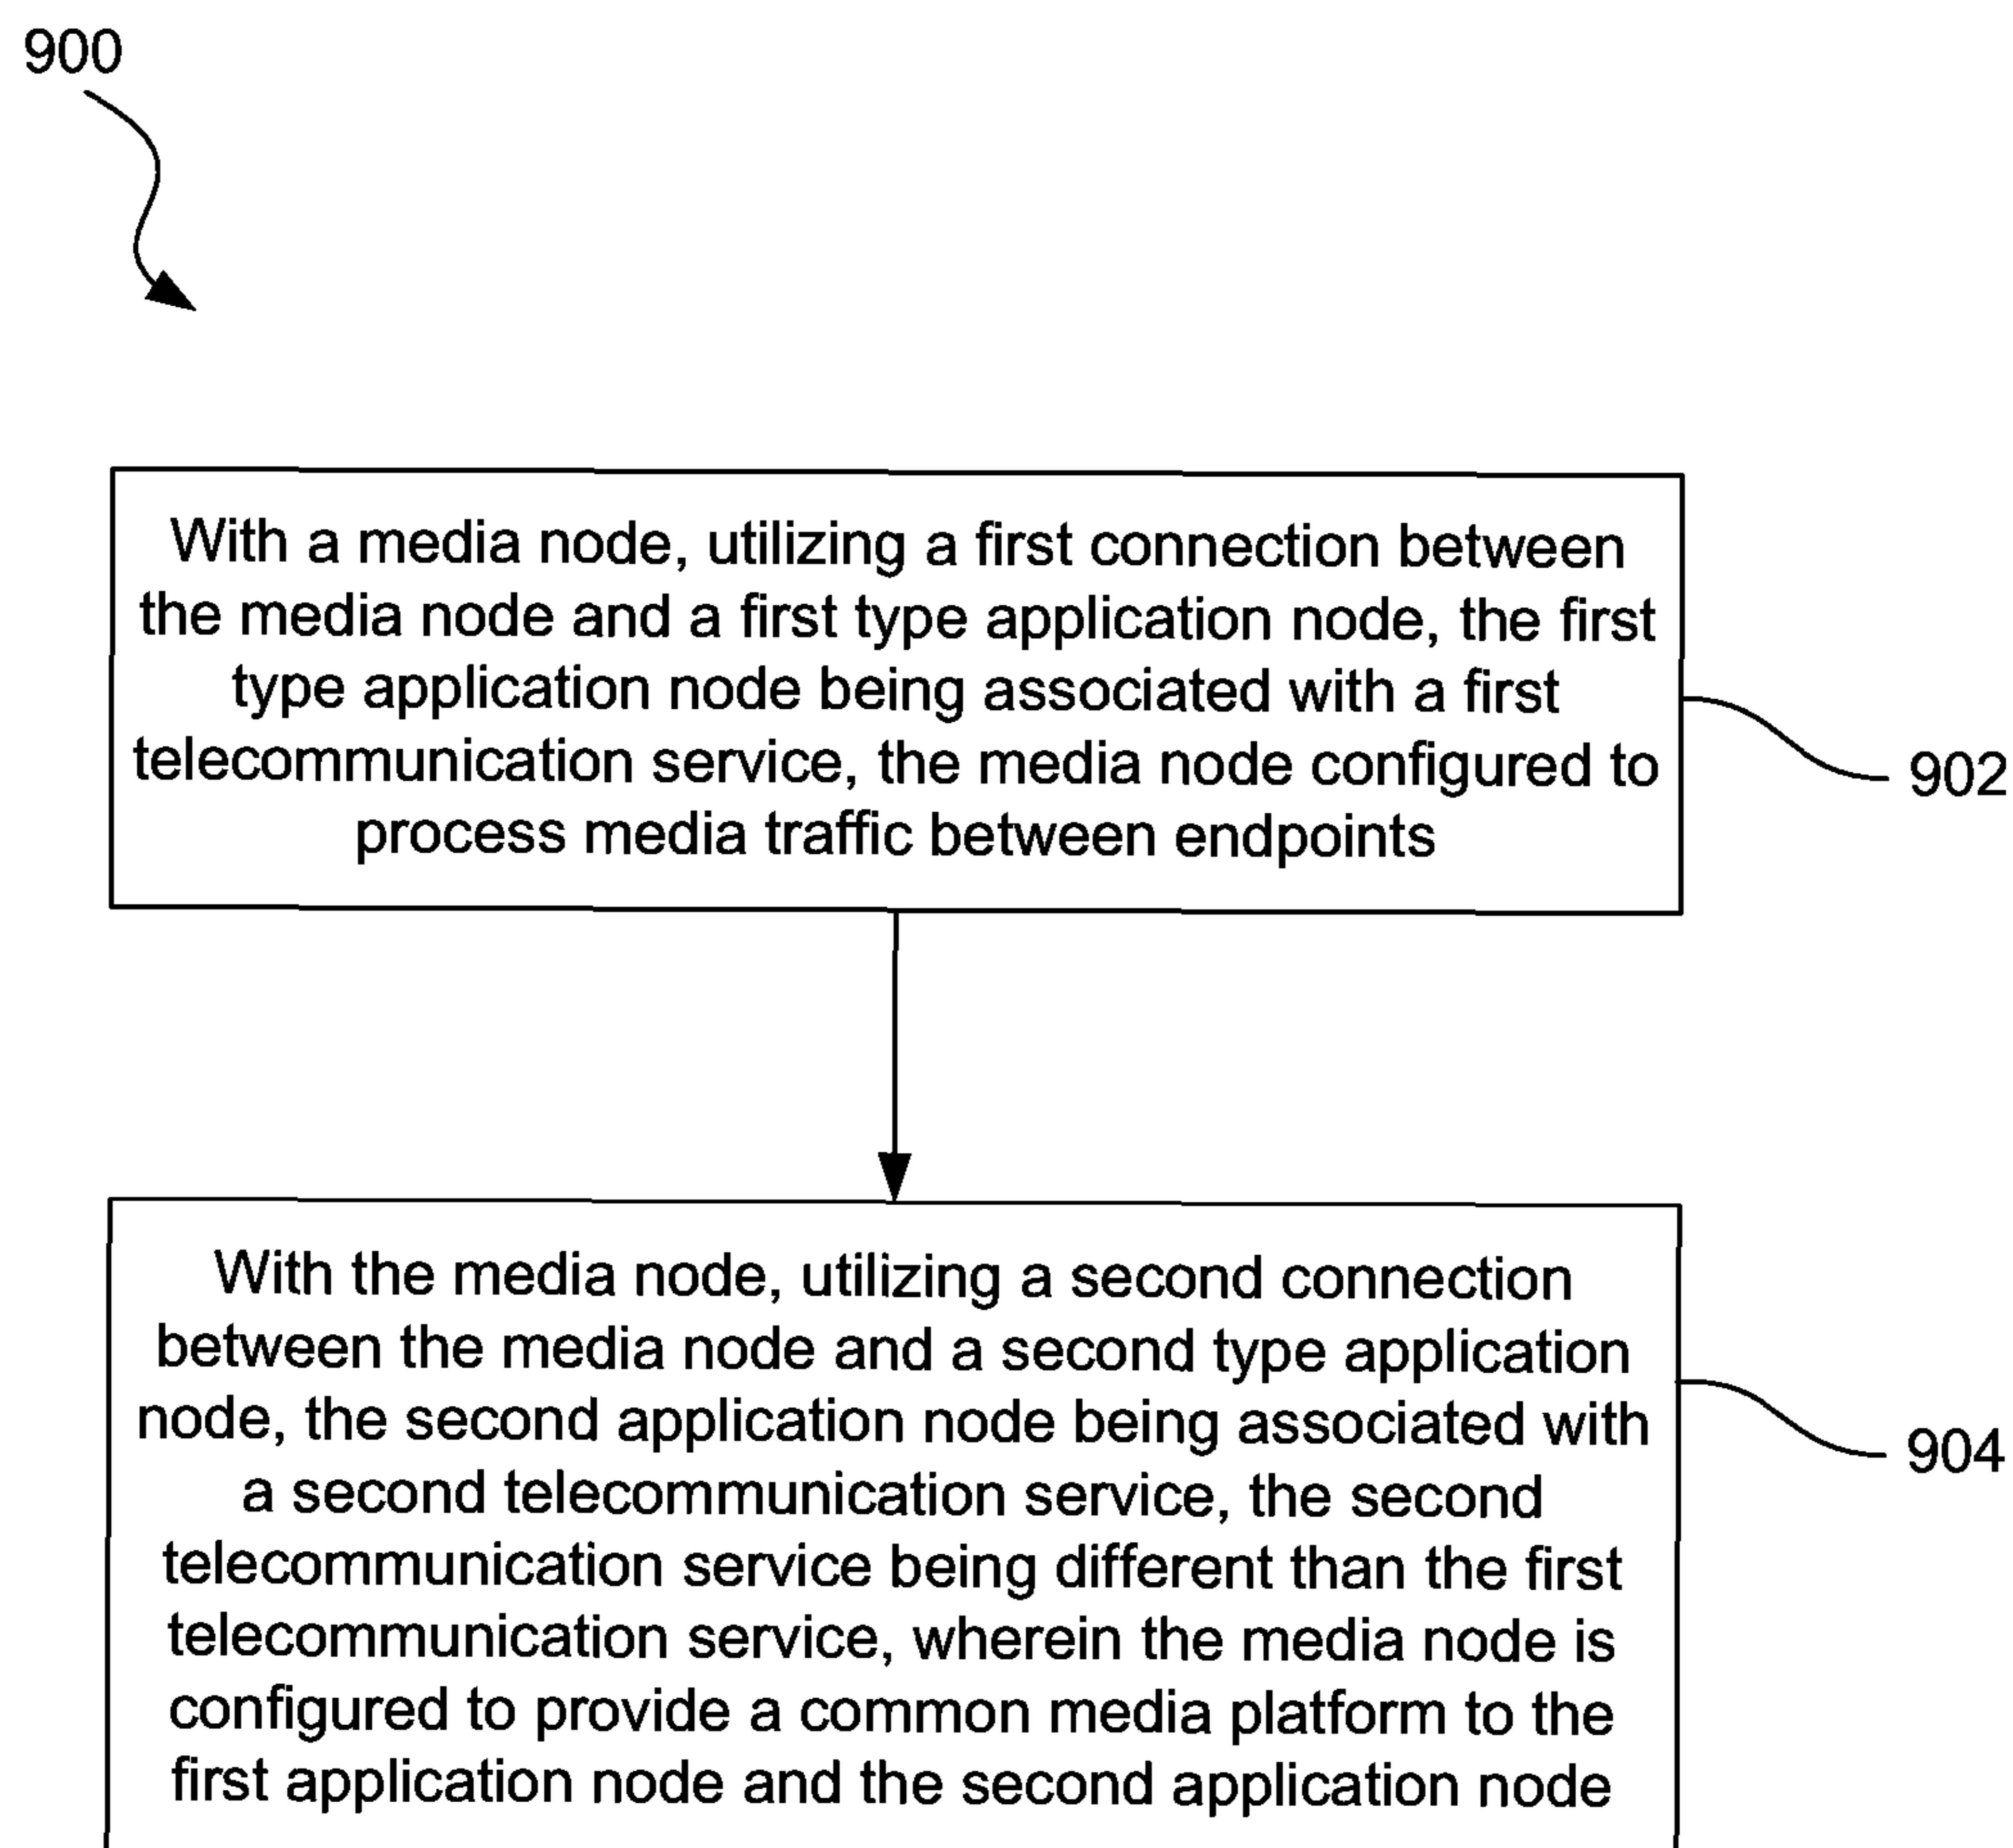 900
With a media node, utilizing a first connection between
the media node and a first type application node, the first
type application node being associated with a first
telecommunication service, the media node configured to
process media traffic between endpoints
902
With the media node, utilizing a second connection
between the media node and a second type application
node, the second application node being associated with
a second telecommunication service, the second
telecommunication service being different than the first
telecommunication service, wherein the media node is
configured to provide a common media platform to the
first application node and the second application node
904